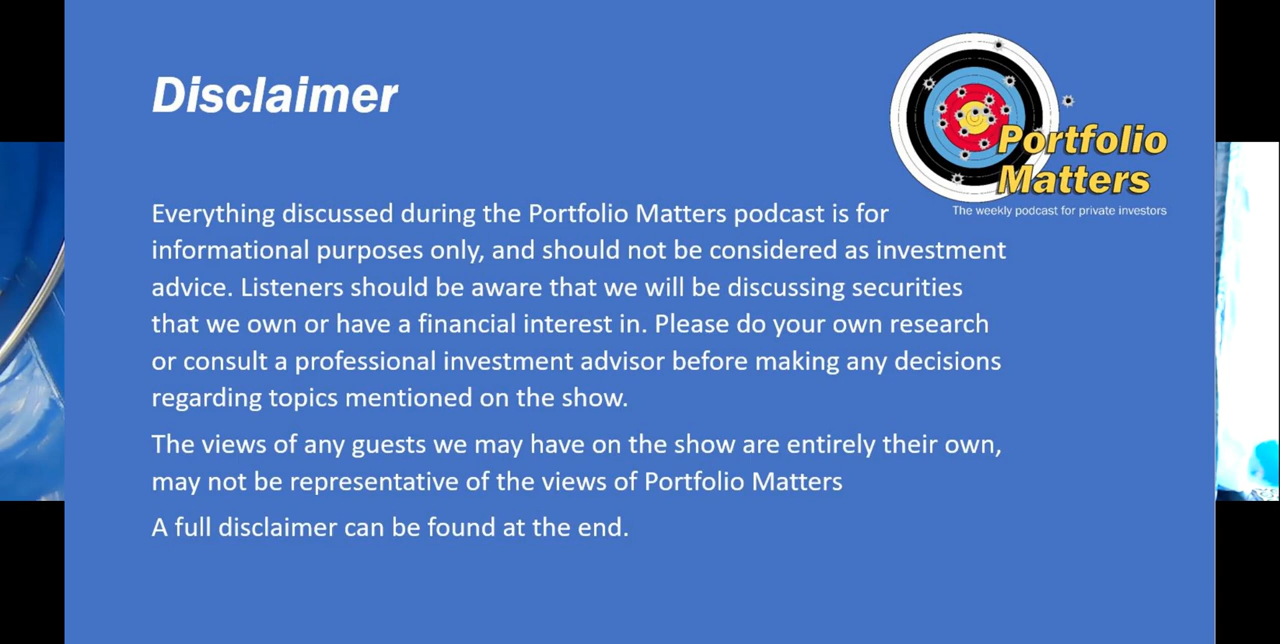 Disclaimer
Portfolio
Matters
The weekly podcast for private investors
Everything discussed during the Portfolio Matters podcast is for
informational purposes only, and should not be considered as investment
advice. Listeners should be aware that we will be discussing securities
that we own or have a financial interest in. Please do your own research
or consult a professional investment advisor before making any decisions
regarding topics mentioned on the show.
The views of any guests we may have on the show are entirely their own,
may not be representative of the views of Portfolio Matters
A full disclaimer can be found at the end.